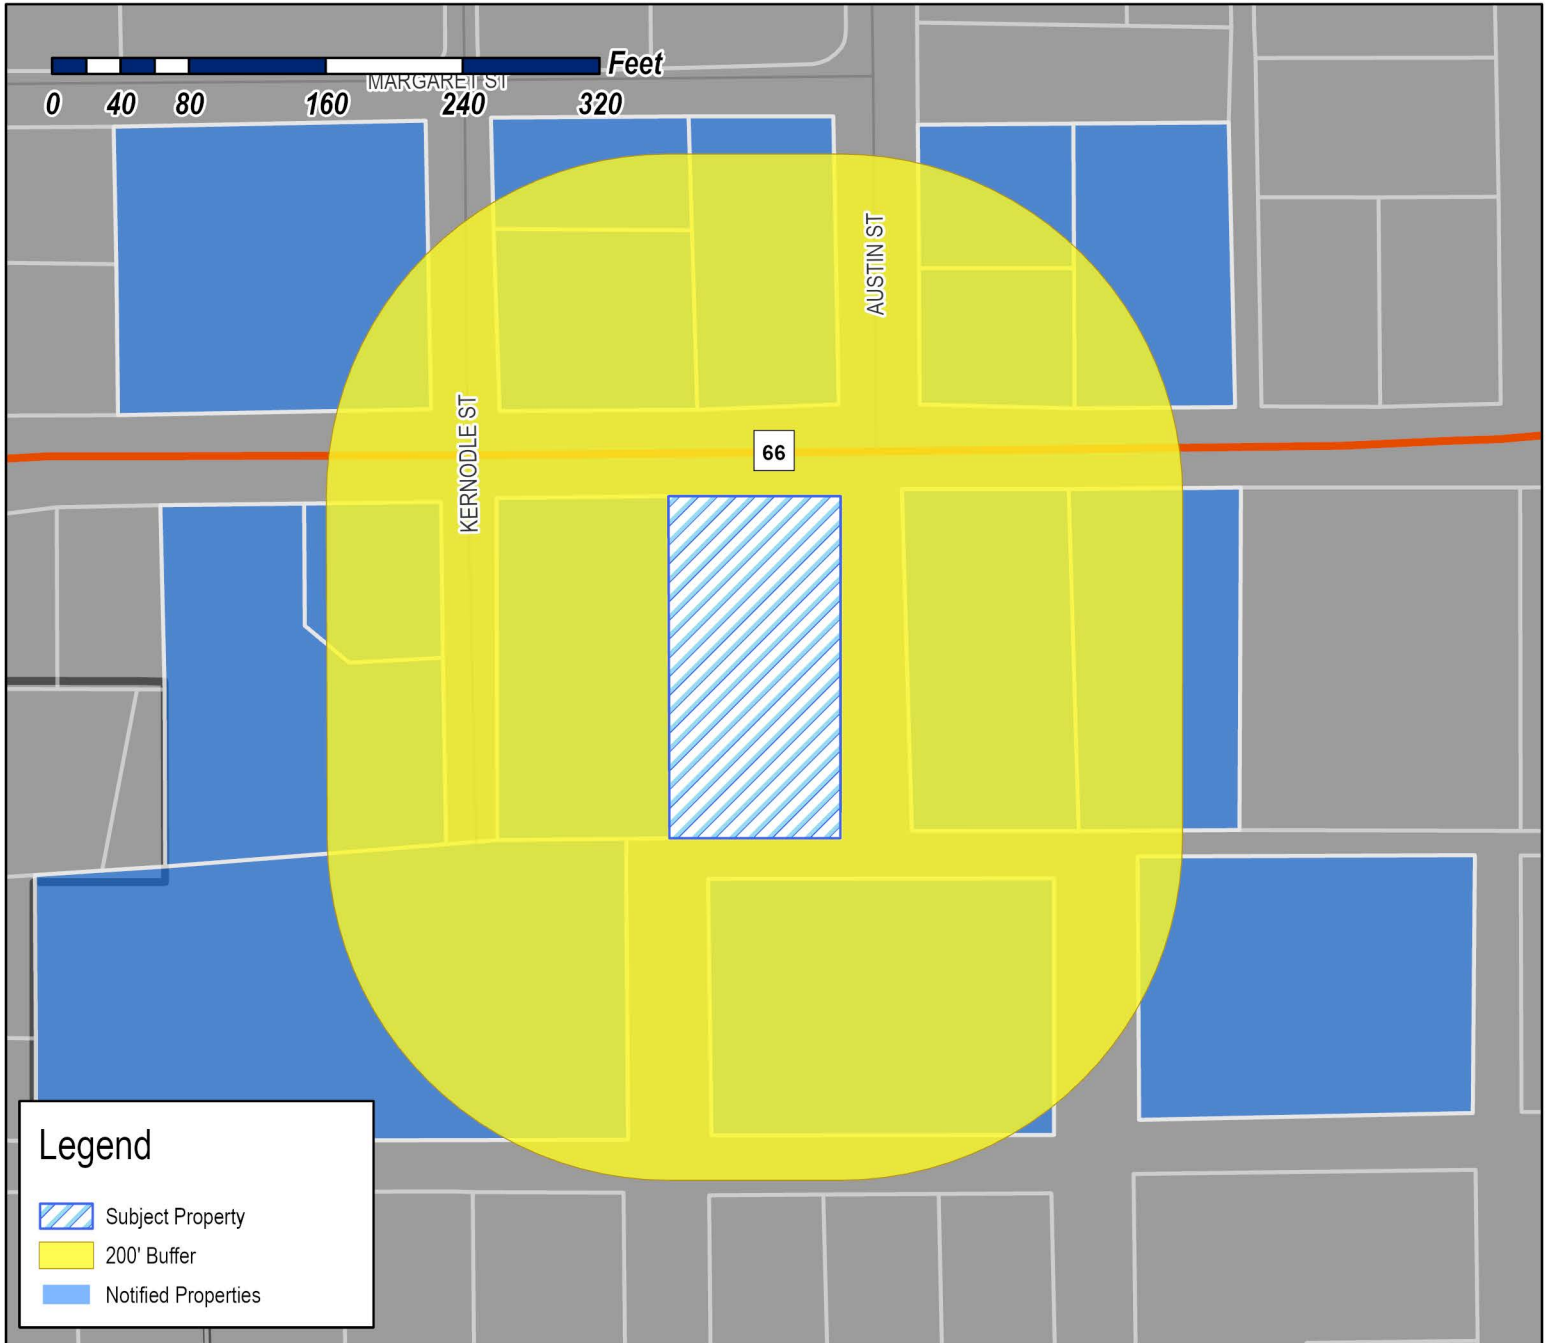 Feet
MARGARET ST
0 40 80 160 240 320
AUSTIN ST
KERNODLE ST
66
Legend
Subject Property
200' Buffer
Notified Properties